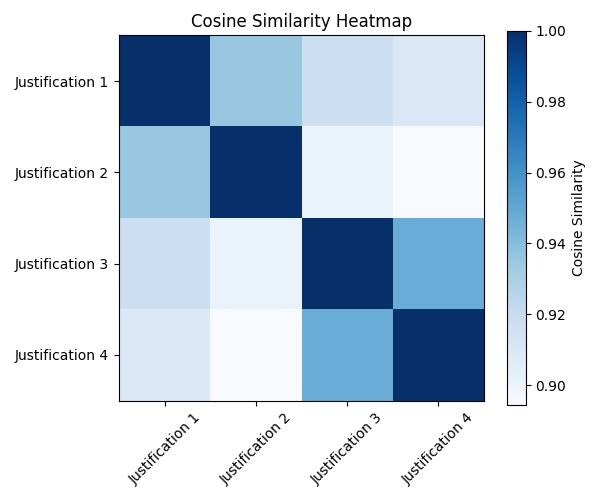 Cosine Similarity Heatmap
Justification 1
Justification 2
Justification 3
Justification 4
Justification 1
Justification 2
Justification 3
Justification 4
1.00
0.98
0.96
0.94
0.92
0.90
Cosine Similarity